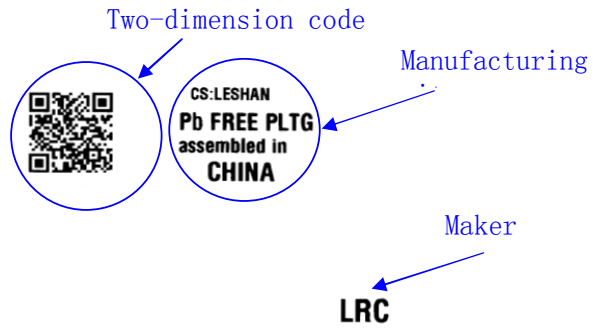 Two-dimension code
Manufacturing
CS:LESHAN
Pb FREE PLTG
assembled in
CHINA
Maker
LRC